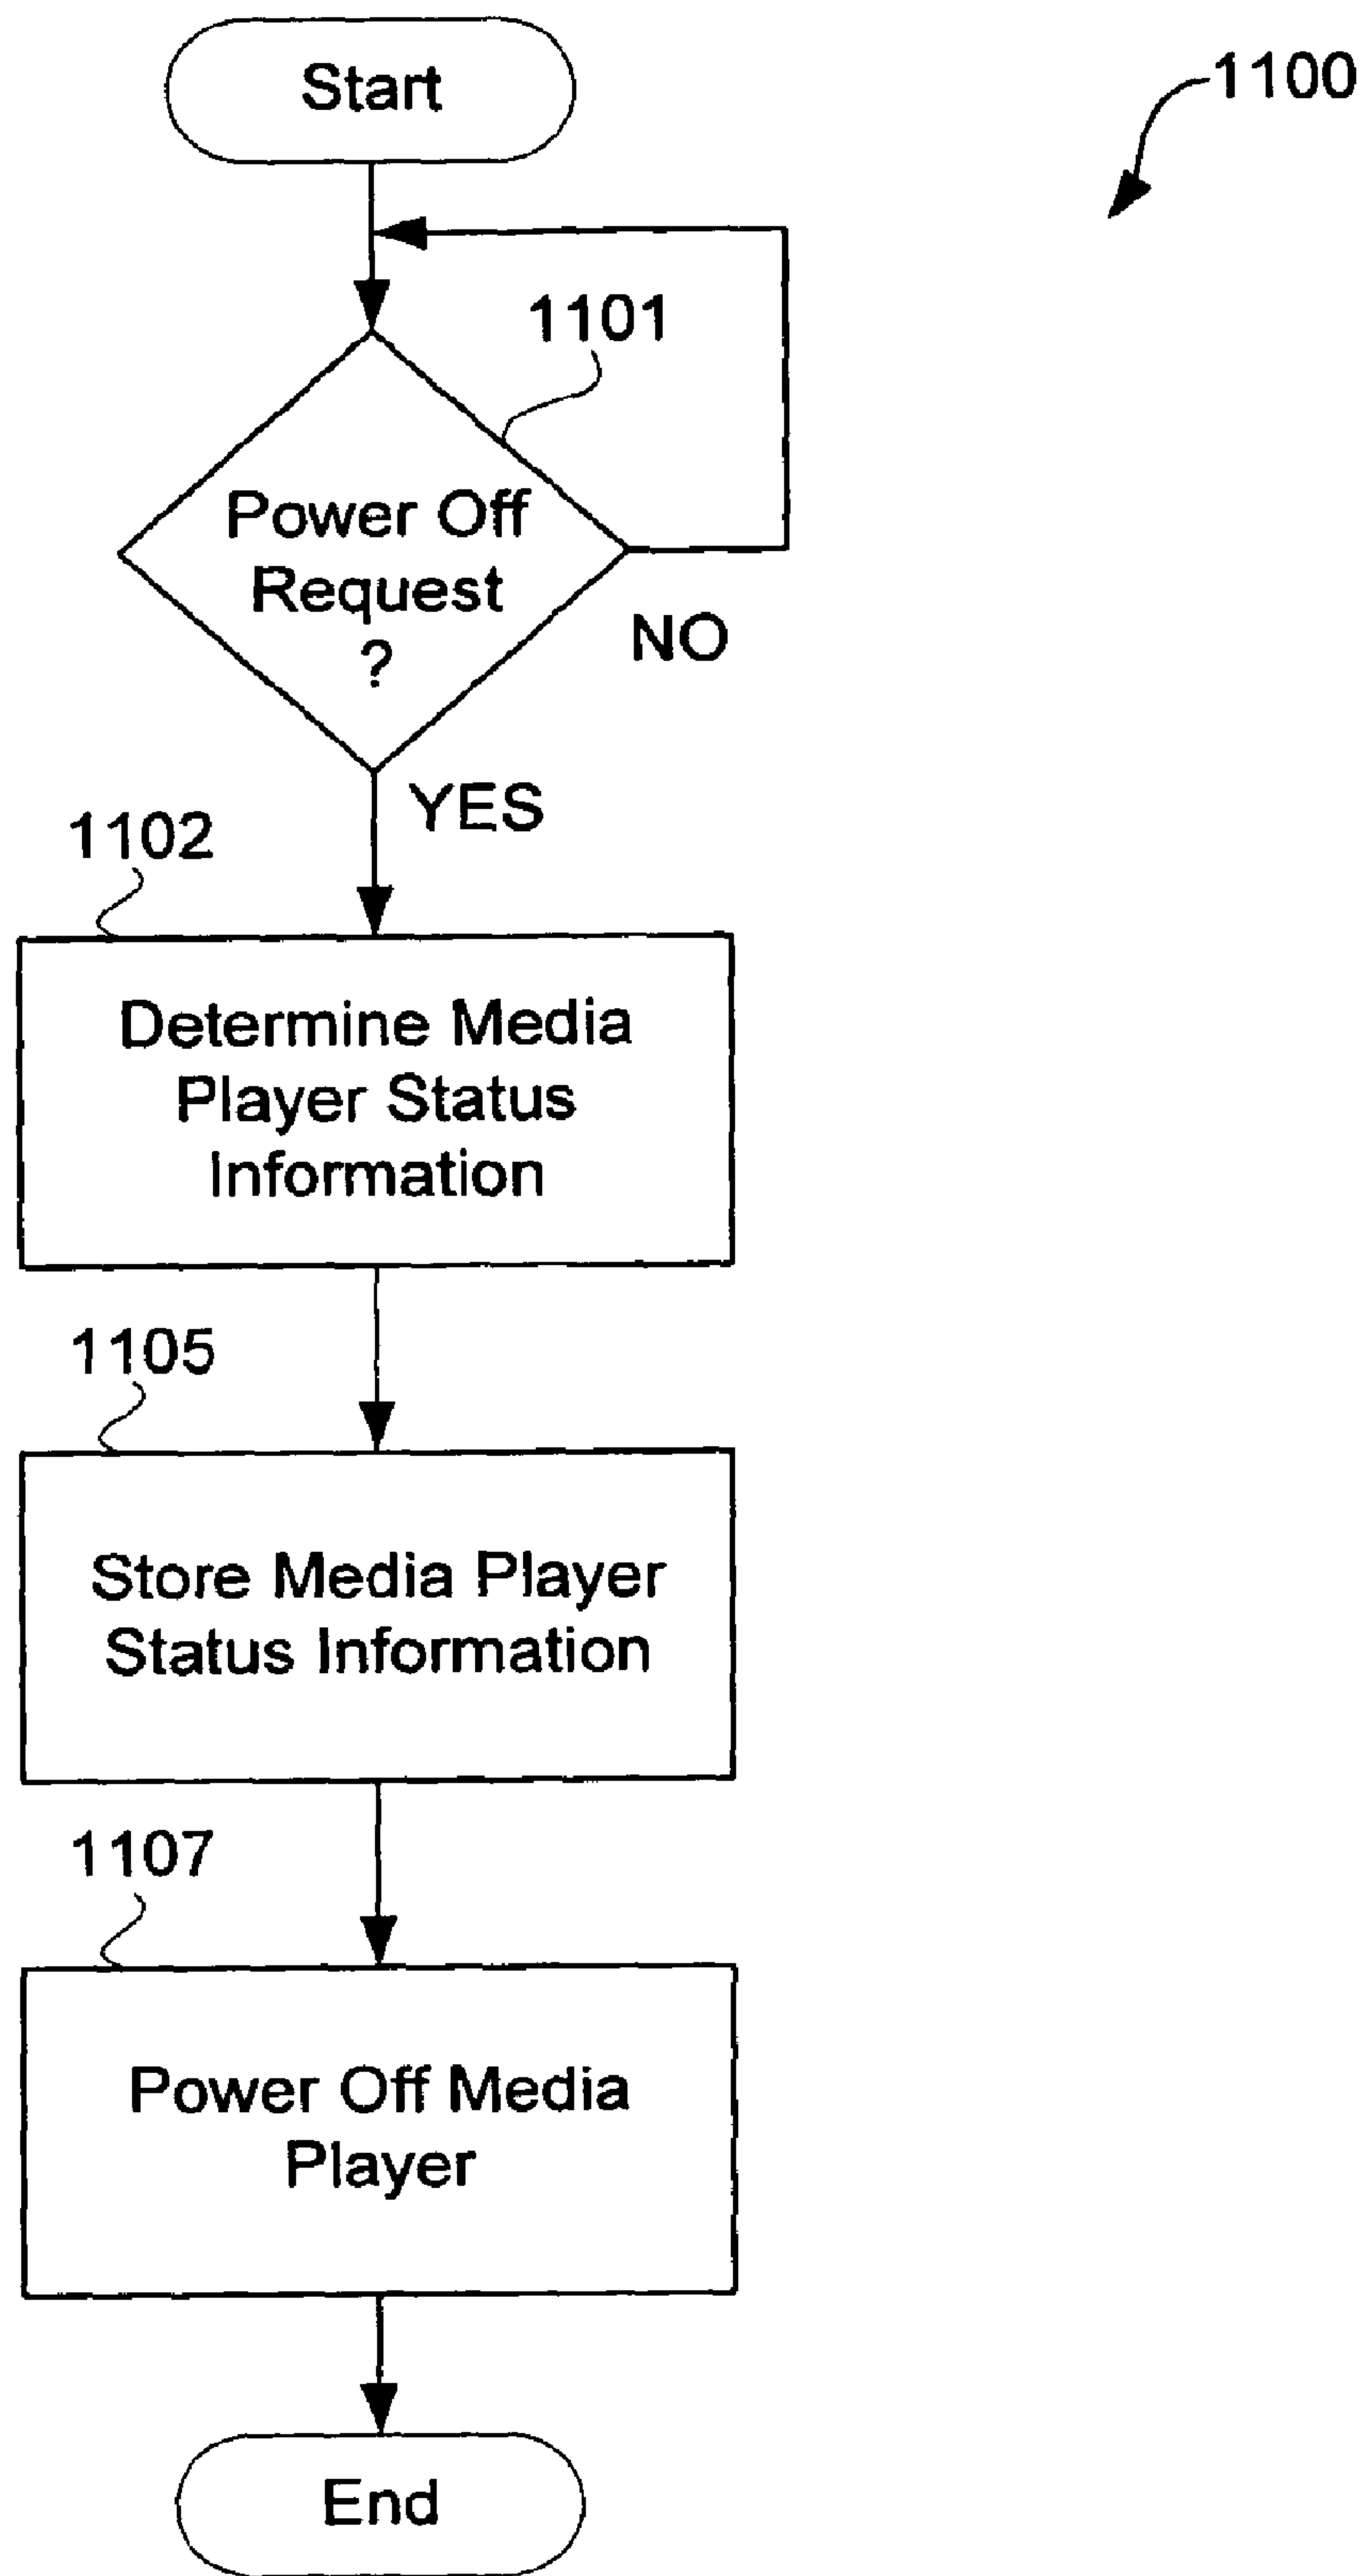 Start
1100
1101
Power Off
Request
?
NO
YES
1102
Determine Media
Player Status
Information
1105
Store Media Player
Status Information
1107
Power Off Media
Player
End